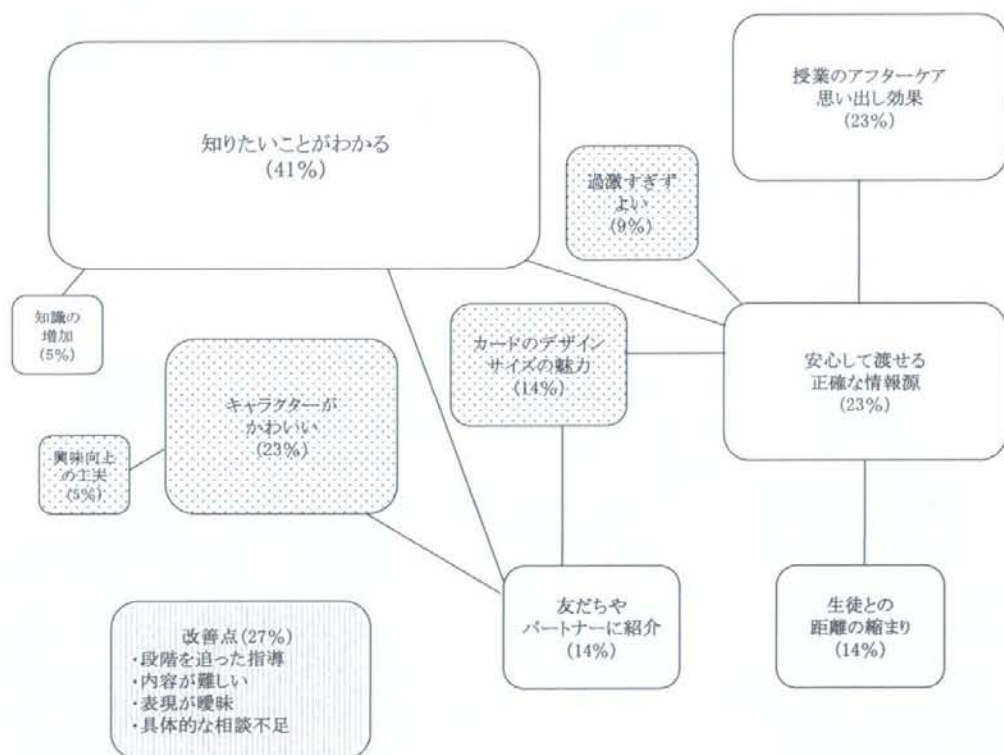 知りたいことがわかる
(41%)
授業のアフターケア
思い出し効果
(23%)
過激すぎず
よい
(9%)
知識の
増加
(5%)
カードのデザイン
サイズの魅力
(14%)
安心して渡せる
正確な情報源
(23%)
キャラクターが
かわいい
(23%)
興味向上
の工夫
(5%)
友だちや
パートナーに紹介
(14%)
生徒との
距離の縮まり
(14%)
改善点(27%)
・段階を追った指導
・内容が難しい
・表現が曖昧
・具体的な相談不足